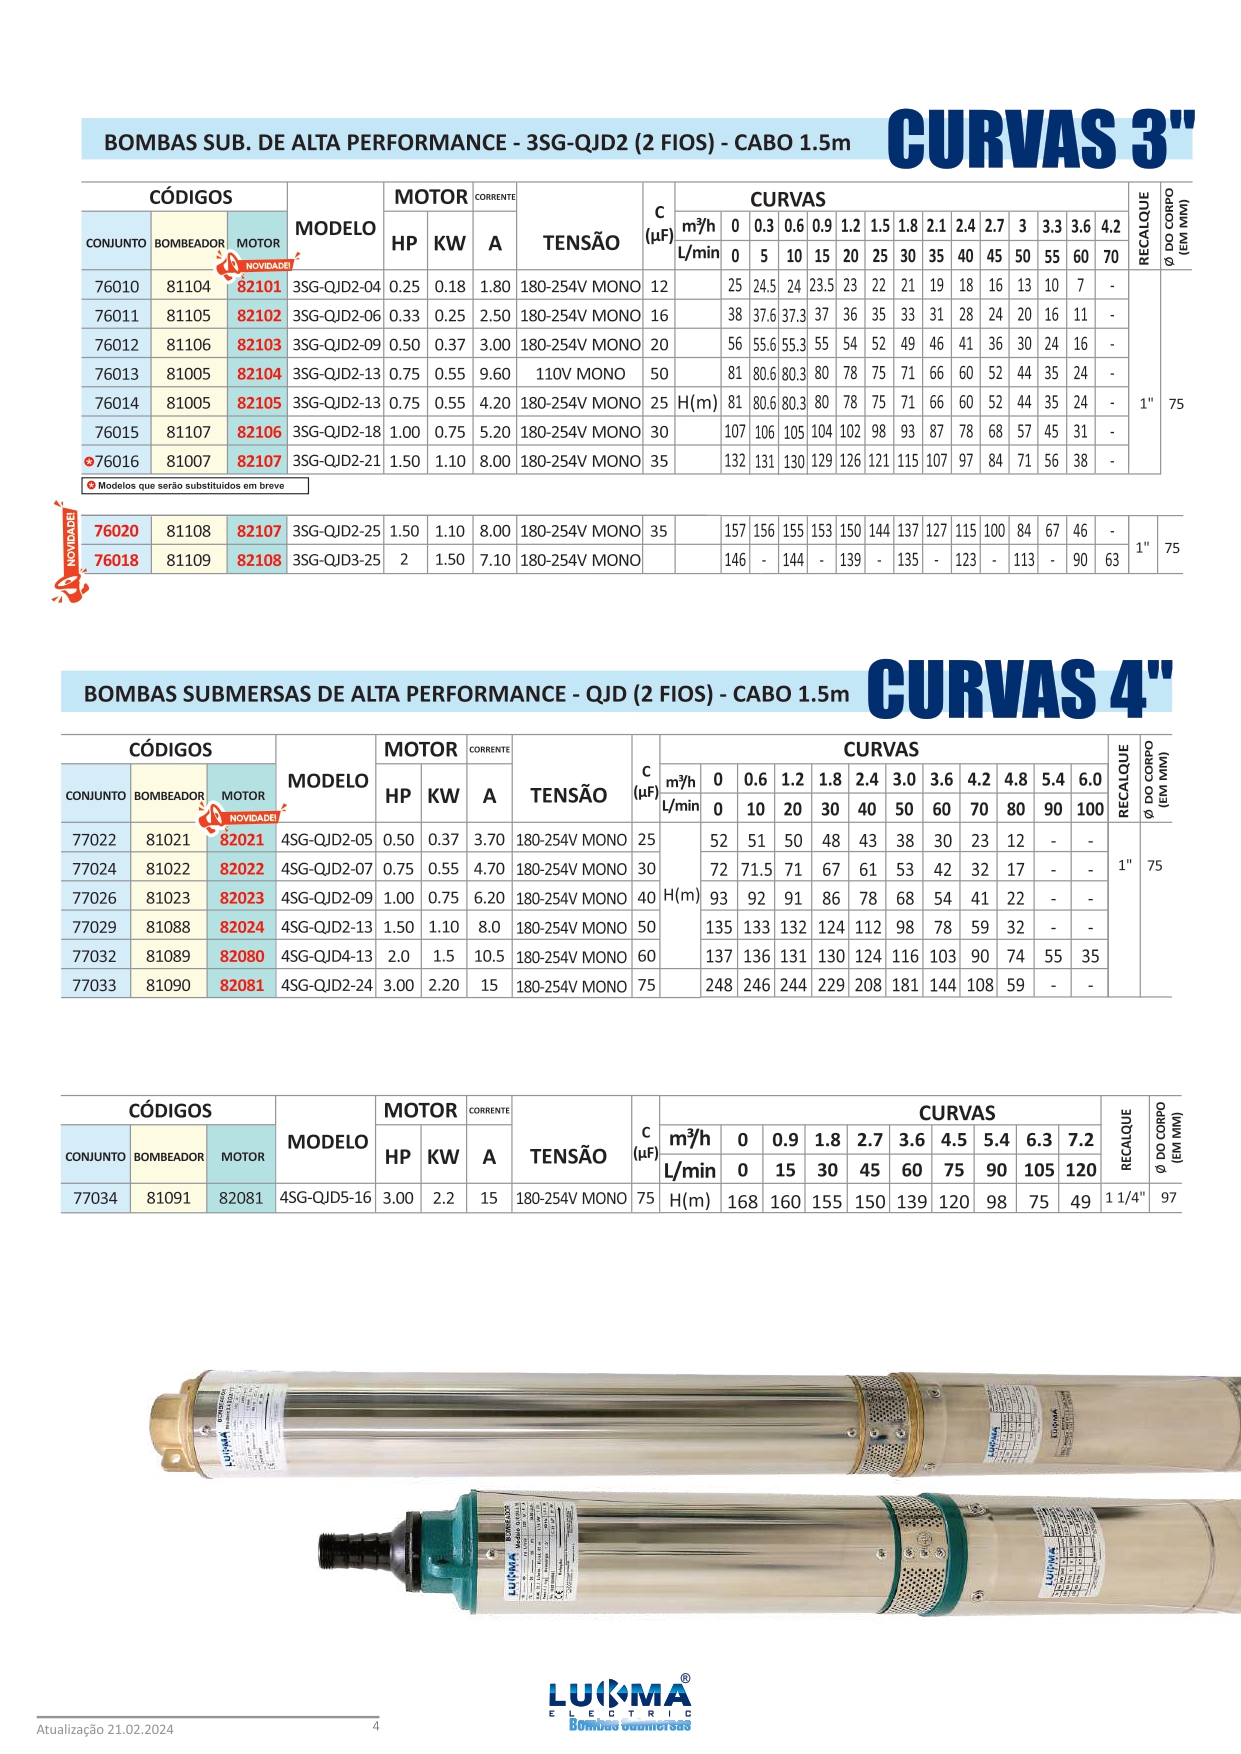 BOMBAS SUB. DE ALTA PERFORMANCE - 3SG-QJD2 (2 FIOS) - CABO 1.5m CURVAS 3"
CÓDIGOS MODELO MOTOR CORRENTE TENSÃO C (µF) CURVAS RECALQUE Ø DO CORPO (EM MM)
CONJUNTO BOMBEADOR MOTOR HP KW A m³/h 0 0.3 0.6 0.9 1.2 1.5 1.8 2.1 2.4 2.7 3 3.3 3.6 4.2
NOVIDADE! L/min 0 5 10 15 20 25 30 35 40 45 50 55 60 70
76010 81104 82101 3SG-QJD2-04 0.25 0.18 1.80 180-254V MONO 12 25 24.5 24 23.5 23 22 21 19 18 16 13 10 7 -
76011 81105 82102 3SG-QJD2-06 0.33 0.25 2.50 180-254V MONO 16 38 37.6 37.3 37 36 35 33 31 28 24 20 16 11 -
76012 81106 82103 3SG-QJD2-09 0.50 0.37 3.00 180-254V MONO 20 56 55.6 55.3 55 54 52 49 46 41 36 30 24 16 -
76013 81005 82104 3SG-QJD2-13 0.75 0.55 9.60 110V MONO 50 81 80.6 80.3 80 78 75 71 66 60 52 44 35 24 -
76014 81005 82105 3SG-QJD2-13 0.75 0.55 4.20 180-254V MONO 25 H(m) 81 80.6 80.3 80 78 75 71 66 60 52 44 35 24 - 1" 75
76015 81107 82106 3SG-QJD2-18 1.00 0.75 5.20 180-254V MONO 30 107 106 105 104 102 98 93 87 78 68 57 45 31 -
76016 81007 82107 3SG-QJD2-21 1.50 1.10 8.00 180-254V MONO 35 132 131 130 129 126 121 115 107 97 84 71 56 38 -
Modelos que serão substituidos em breve
NOVIDADE!
76020 81108 82107 3SG-QJD2-25 1.50 1.10 8.00 180-254V MONO 35 157 156 155 153 150 144 137 127 115 100 84 67 46 -
76018 81109 82108 3SG-QJD3-25 2 1.50 7.10 180-254V MONO 146 - 144 - 139 - 135 - 123 - 113 - 90 63 1" 75
BOMBAS SUBMERSAS DE ALTA PERFORMANCE - QJD (2 FIOS) - CABO 1.5m CURVAS 4"
CÓDIGOS MODELO MOTOR CORRENTE TENSÃO C (µF) CURVAS RECALQUE Ø DO CORPO (EM MM)
CONJUNTO BOMBEADOR MOTOR HP KW A m³/h 0 0.6 1.2 1.8 2.4 3.0 3.6 4.2 4.8 5.4 6.0
NOVIDADE! L/min 0 10 20 30 40 50 60 70 80 90 100
77022 81021 82021 4SG-QJD2-05 0.50 0.37 3.70 180-254V MONO 25 52 51 50 48 43 38 30 23 12 - -
77024 81022 82022 4SG-QJD2-07 0.75 0.55 4.70 180-254V MONO 30 72 71.5 71 67 61 53 42 32 17 - - 1" 75
77026 81023 82023 4SG-QJD2-09 1.00 0.75 6.20 180-254V MONO 40 H(m) 93 92 91 86 78 68 54 41 22 - -
77029 81088 82024 4SG-QJD2-13 1.50 1.10 8.0 180-254V MONO 50 135 133 132 124 112 98 78 59 32 - -
77032 81089 82080 4SG-QJD4-13 2.0 1.5 10.5 180-254V MONO 60 137 136 131 130 124 116 103 90 74 55 35
77033 81090 82081 4SG-QJD2-24 3.00 2.20 15 180-254V MONO 75 248 246 244 229 208 181 144 108 59 - -
CÓDIGOS MODELO MOTOR CORRENTE TENSÃO C (µF) CURVAS RECALQUE Ø DO CORPO (EM MM)
CONJUNTO BOMBEADOR MOTOR HP KW A m³/h 0 0.9 1.8 2.7 3.6 4.5 5.4 6.3 7.2
L/min 0 15 30 45 60 75 90 105 120
77034 81091 82081 4SG-QJD5-16 3.00 2.2 15 180-254V MONO 75 H(m) 168 160 155 150 139 120 98 75 49 1 1/4" 97
BOMBEADOR
LUKMA
LUKMA
LUKMA
BOMBEADOR
LUKMA
LUKMA
LUKMA®
ELECTRIC
Bombas Submersas
Atualização 21.02.2024 4